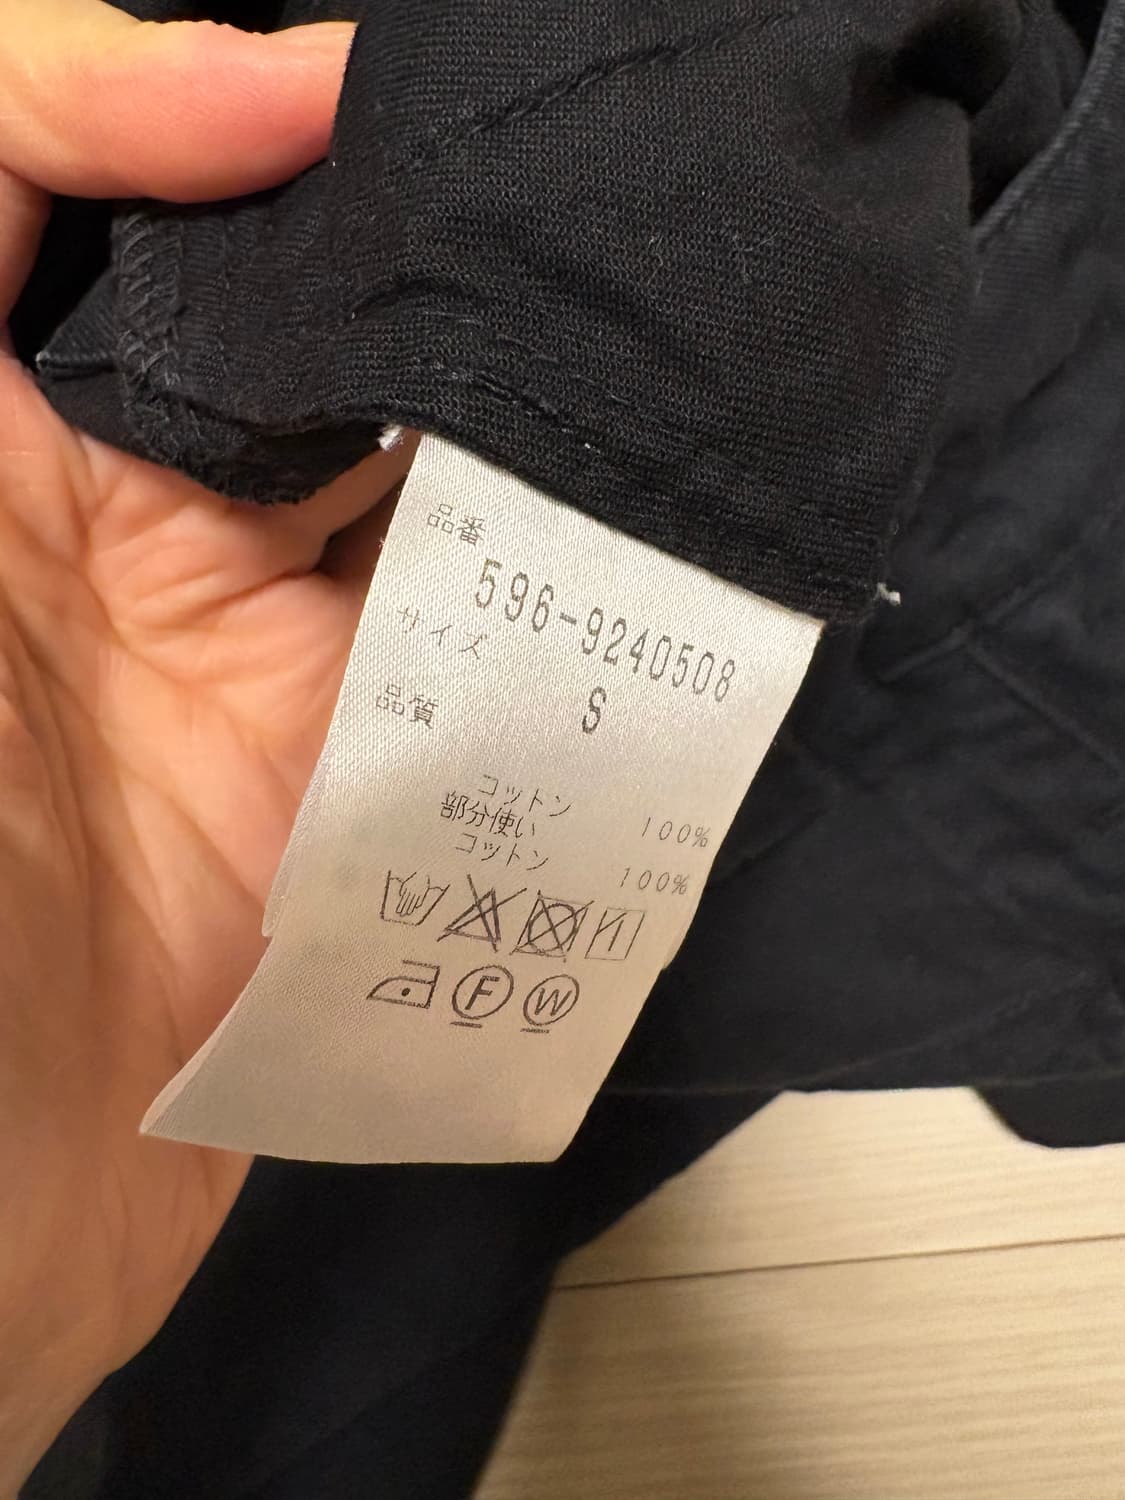 品番
596-9240508
サイズ
S
品質
コットン 100%
部分使い
コットン 100%
F W